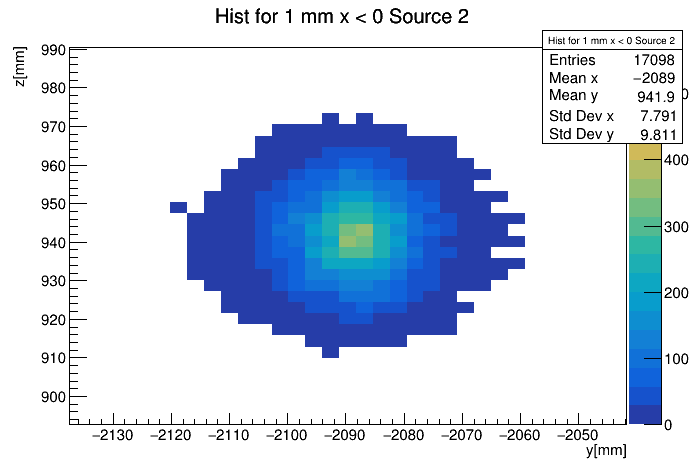 Hist for 1 mm x < 0 Source 2
Hist for 1 mm x < 0 Source 2
Entries 17098
Mean x −2089
Mean y 941.9
Std Dev x 7.791
Std Dev y 9.811
z[mm]
990
980
970
960
950
940
930
920
910
900
0
400
300
200
100
0
−2130 −2120 −2110 −2100 −2090 −2080 −2070 −2060 −2050
y[mm]